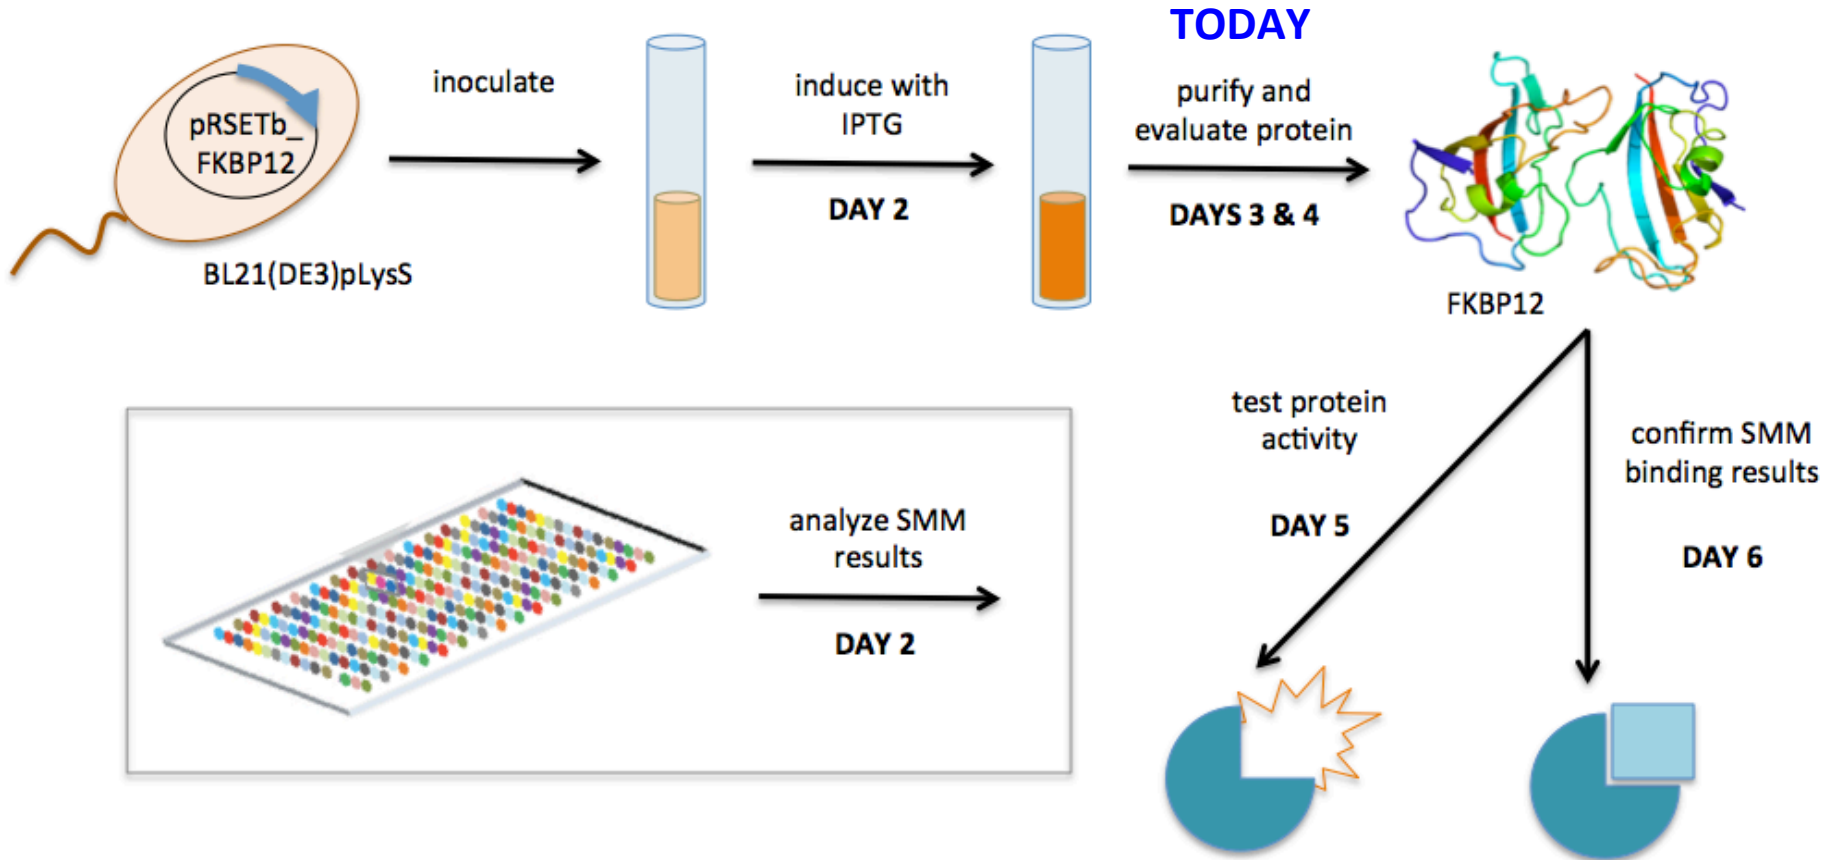 TODAY
pRSETb_
FKBP12
BL21(DE3)pLysS
inoculate
induce with
IPTG
DAY 2
purify and
evaluate protein
DAYS 3 & 4
FKBP12
analyze SMM
results
DAY 2
test protein
activity
DAY 5
confirm SMM
binding results
DAY 6